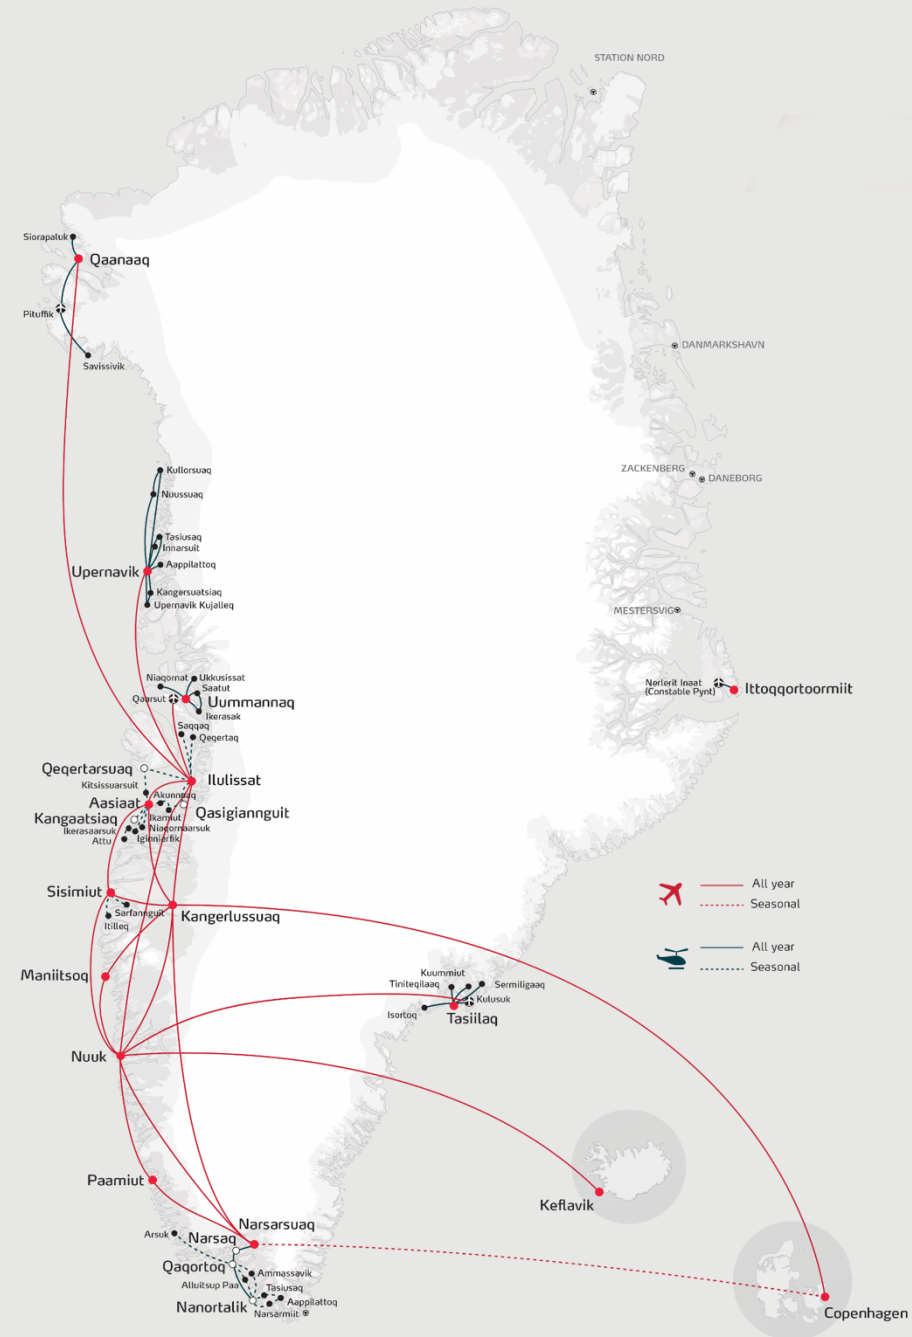 STATION NORD
Siorapaluk
Qaanaaq
Pituffik
DANMARKSHAVN
Savissivik
Kullorsuaq
ZACKENBERG
DANEBORG
Nuussuaq
Tasiusaq
Innarsuit
Aappilattoq
Upernavik
Kangersuatsiaq
Upernavik Kujalleq
MESTERSVIG
Niaqornat
Ukkusissat
Saatut
Nerlerit Inaat
(Constable Pynt)
Ittoqqortoormiit
Qaarsut
Uummannaq
Ikerasak
Saqqaq
Qeqertaq
Qeqertarsuaq
Ilulissat
Kitsissuarsuit
Akunnaaq
Aasiaat
Qasigiannguit
Kangaatsiaq
Ikamiut
Ikerasaarsuk
Niaqornaarsuk
Attu
Iginniarfik
All year
Sisimiut
Seasonal
Sarfannguit
Kangerlussuaq
Itilleq
All year
Seasonal
Maniitsoq
Kuummiut
Tiniteqilaaq
Sermiligaaq
Kulusuk
Isortoq
Tasiilaq
Nuuk
Paamiut
Keflavik
Narsarsuaq
Arsuk
Narsaq
Qaqortoq
Ammassavik
Alluitsup Paa
Tasiusaq
Aappilattoq
Nanortalik
Narsarmiit
Copenhagen